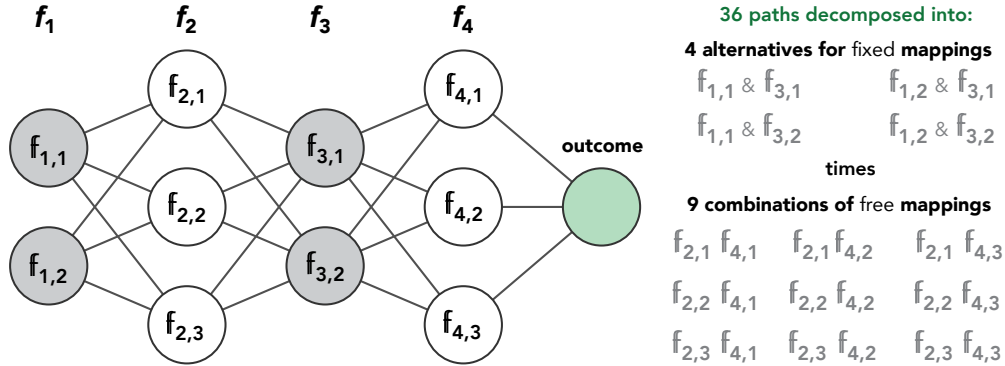 f1 f2 f3 f4
𝕗2,1
𝕗4,1
𝕗1,1
𝕗3,1
outcome
𝕗2,2
𝕗4,2
𝕗1,2
𝕗3,2
𝕗2,3
𝕗4,3
36 paths decomposed into:
4 alternatives for fixed mappings
𝕗1,1 & 𝕗3,1 𝕗1,2 & 𝕗3,1
𝕗1,1 & 𝕗3,2 𝕗1,2 & 𝕗3,2
times
9 combinations of free mappings
𝕗2,1 𝕗4,1 𝕗2,1 𝕗4,2 𝕗2,1 𝕗4,3
𝕗2,2 𝕗4,1 𝕗2,2 𝕗4,2 𝕗2,2 𝕗4,3
𝕗2,3 𝕗4,1 𝕗2,3 𝕗4,2 𝕗2,3 𝕗4,3